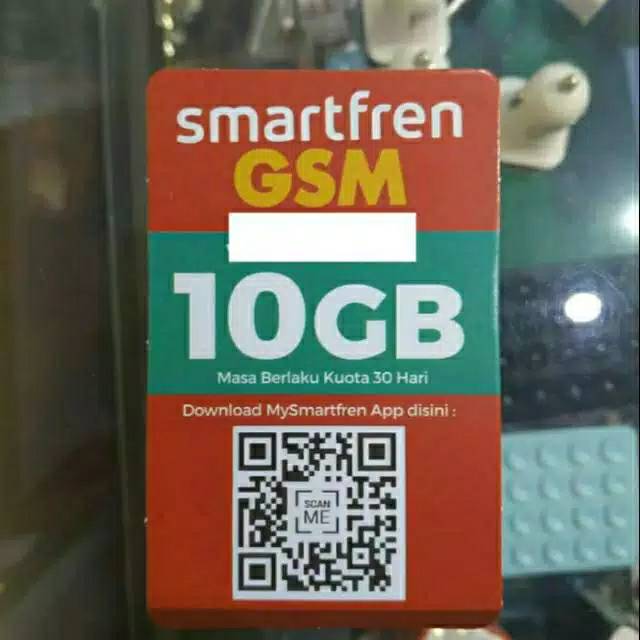 smartfren
GSM
10GB
Masa Berlaku Kuota 30 Hari
Download MySmartfren App disini :
SCAN
ME